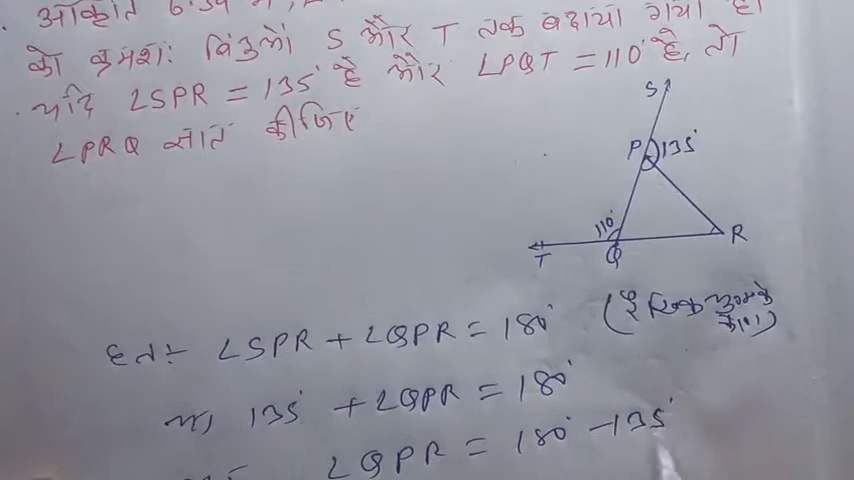 आकृति 6.39 में,
को क्रमशः बिंदुओं S और T तक बढ़ाया गया है।
यदि ∠SPR = 135° है और ∠PQT = 110° है, तो
∠PRQ ज्ञात कीजिए
S
P 135°
110°
T
Q
R
हल:- ∠SPR + ∠QPR = 180°
या, 135° + ∠QPR = 180°
∠QPR = 180° - 135°